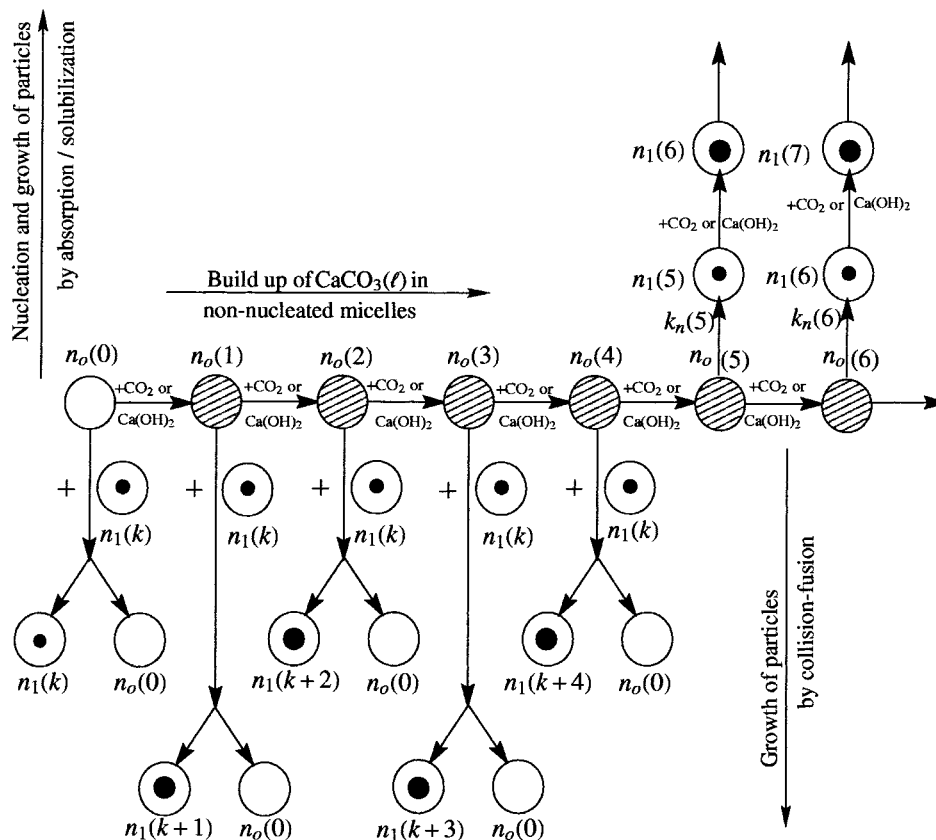 Nucleation and growth of particles
by absorption / solubilization
n₁(6) n₁(7)
+CO₂ or Ca(OH)₂ +CO₂ or Ca(OH)₂
n₁(5) n₁(6)
kₙ(5) kₙ(6)
Build up of CaCO₃(ℓ) in
non-nucleated micelles
nₒ(0) nₒ(1) nₒ(2) nₒ(3) nₒ(4) nₒ(5) nₒ(6)
+CO₂ or +CO₂ or +CO₂ or +CO₂ or +CO₂ or +CO₂ or
Ca(OH)₂ Ca(OH)₂ Ca(OH)₂ Ca(OH)₂ Ca(OH)₂ Ca(OH)₂
+ + + + +
n₁(k) n₁(k) n₁(k) n₁(k) n₁(k)
n₁(k) nₒ(0) n₁(k+2) nₒ(0) n₁(k+4) nₒ(0)
n₁(k+1) nₒ(0) n₁(k+3) nₒ(0)
Growth of particles
by collision-fusion